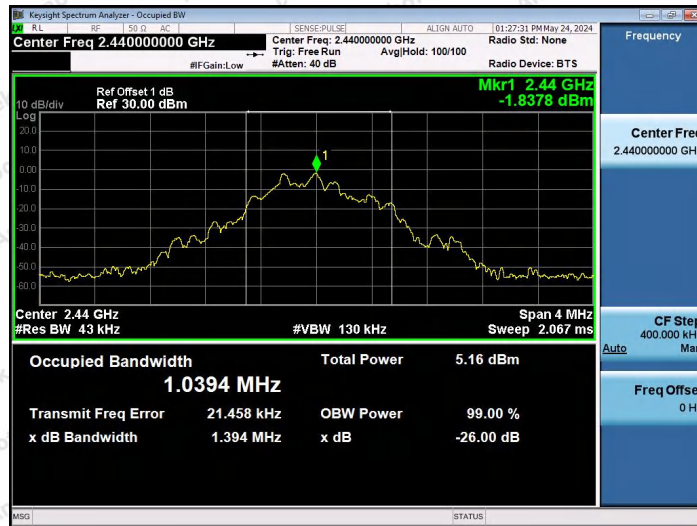 Keysight Spectrum Analyzer - Occupied BW
LXI RL RF 50 Ω AC SENSE:PULSE ALIGN AUTO 01:27:31 PM May 24, 2024
Center Freq 2.440000000 GHz
Center Freq: 2.440000000 GHz Radio Std: None
Trig: Free Run Avg|Hold: 100/100
#IFGain:Low #Atten: 40 dB Radio Device: BTS
Frequency
Ref Offset 1 dB Mkr1 2.44 GHz
10 dB/div Ref 30.00 dBm -1.8378 dBm
Log
20.0
10.0
0.00
-10.0
-20.0
-30.0
-40.0
-50.0
-60.0
1
Center Fre
2.440000000 GH
Center 2.44 GHz Span 4 MHz
#Res BW 43 kHz #VBW 130 kHz Sweep 2.067 ms
CF Step
400.000 kH
Auto Ma
Occupied Bandwidth Total Power 5.16 dBm
1.0394 MHz
Transmit Freq Error 21.458 kHz OBW Power 99.00 %
x dB Bandwidth 1.394 MHz x dB -26.00 dB
Freq Offse
0 H
MSG STATUS